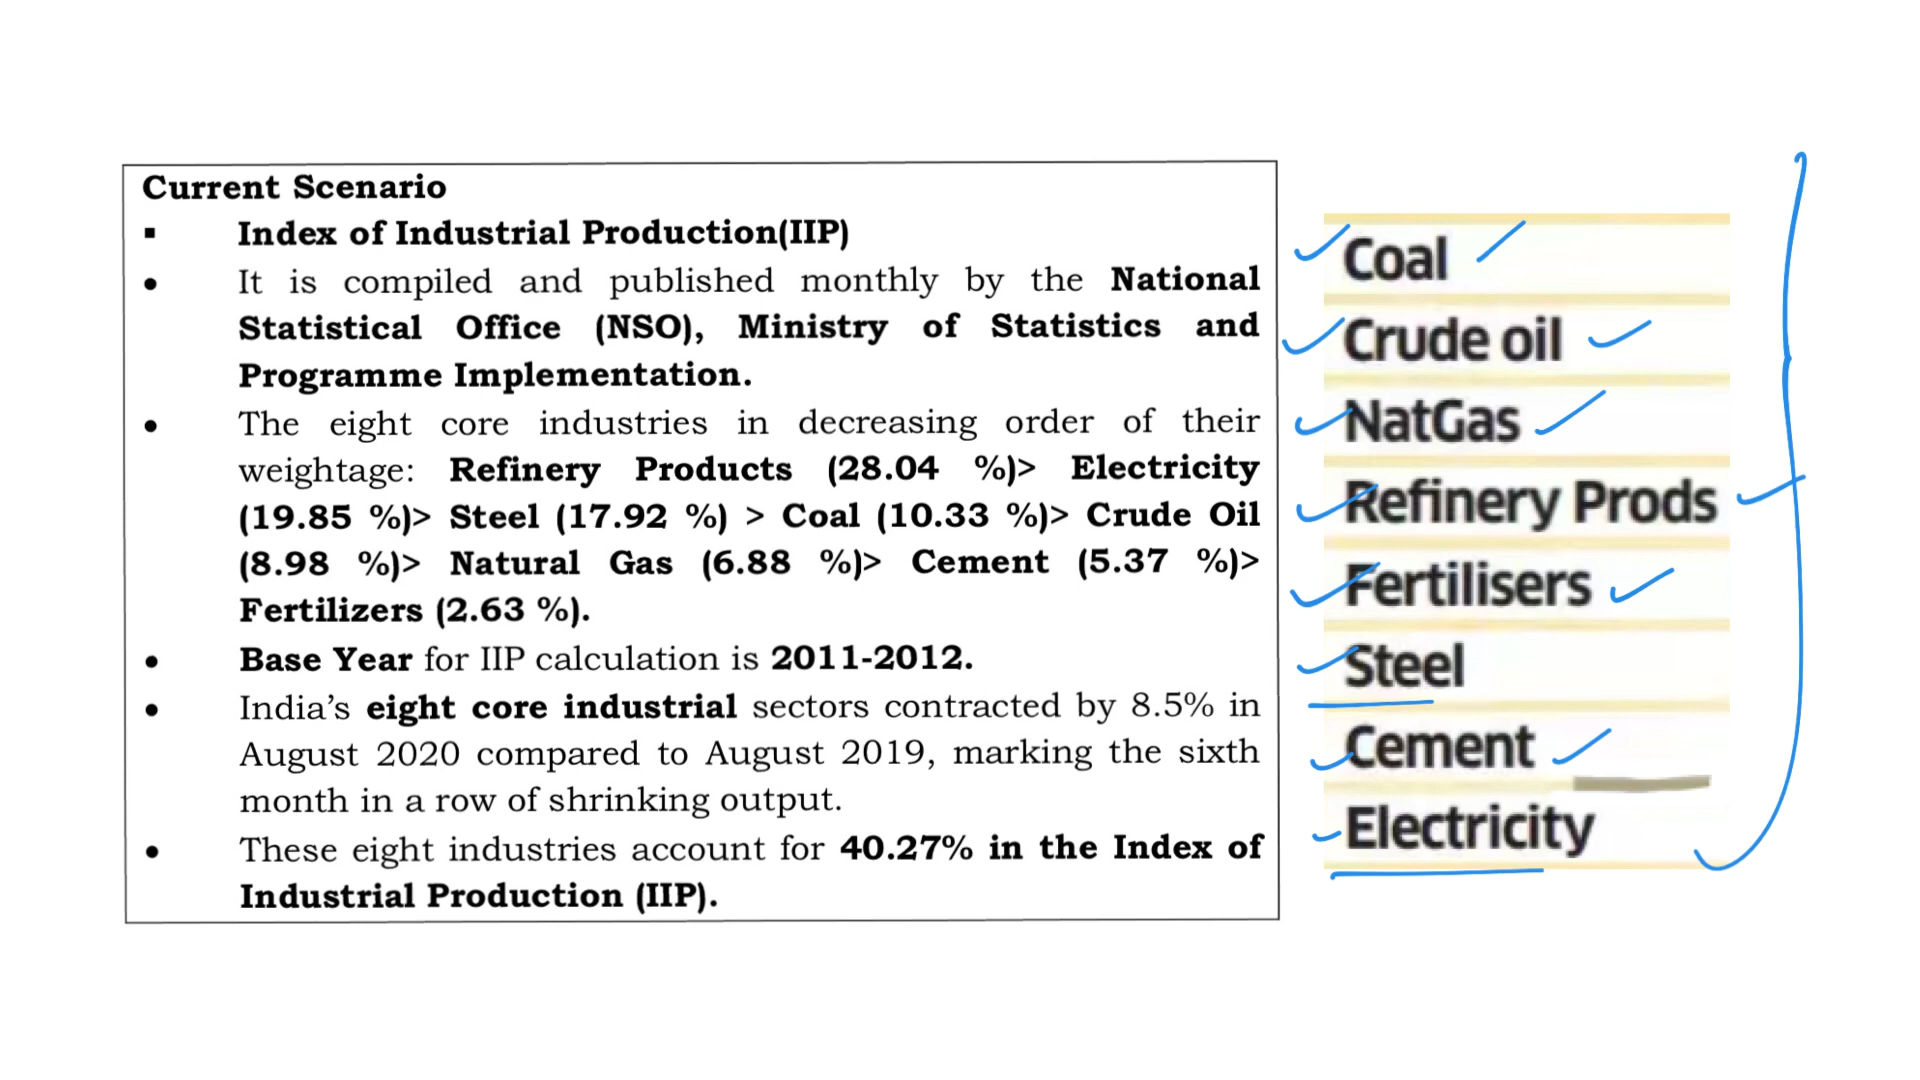 Current Scenario
▪ Index of Industrial Production(IIP)
• It is compiled and published monthly by the National
Statistical Office (NSO), Ministry of Statistics and
Programme Implementation.
• The eight core industries in decreasing order of their
weightage: Refinery Products (28.04 %)> Electricity
(19.85 %)> Steel (17.92 %) > Coal (10.33 %)> Crude Oil
(8.98 %)> Natural Gas (6.88 %)> Cement (5.37 %)>
Fertilizers (2.63 %).
• Base Year for IIP calculation is 2011-2012.
• India’s eight core industrial sectors contracted by 8.5% in
August 2020 compared to August 2019, marking the sixth
month in a row of shrinking output.
• These eight industries account for 40.27% in the Index of
Industrial Production (IIP).
Coal
Crude oil
NatGas
Refinery Prods
Fertilisers
Steel
Cement
Electricity